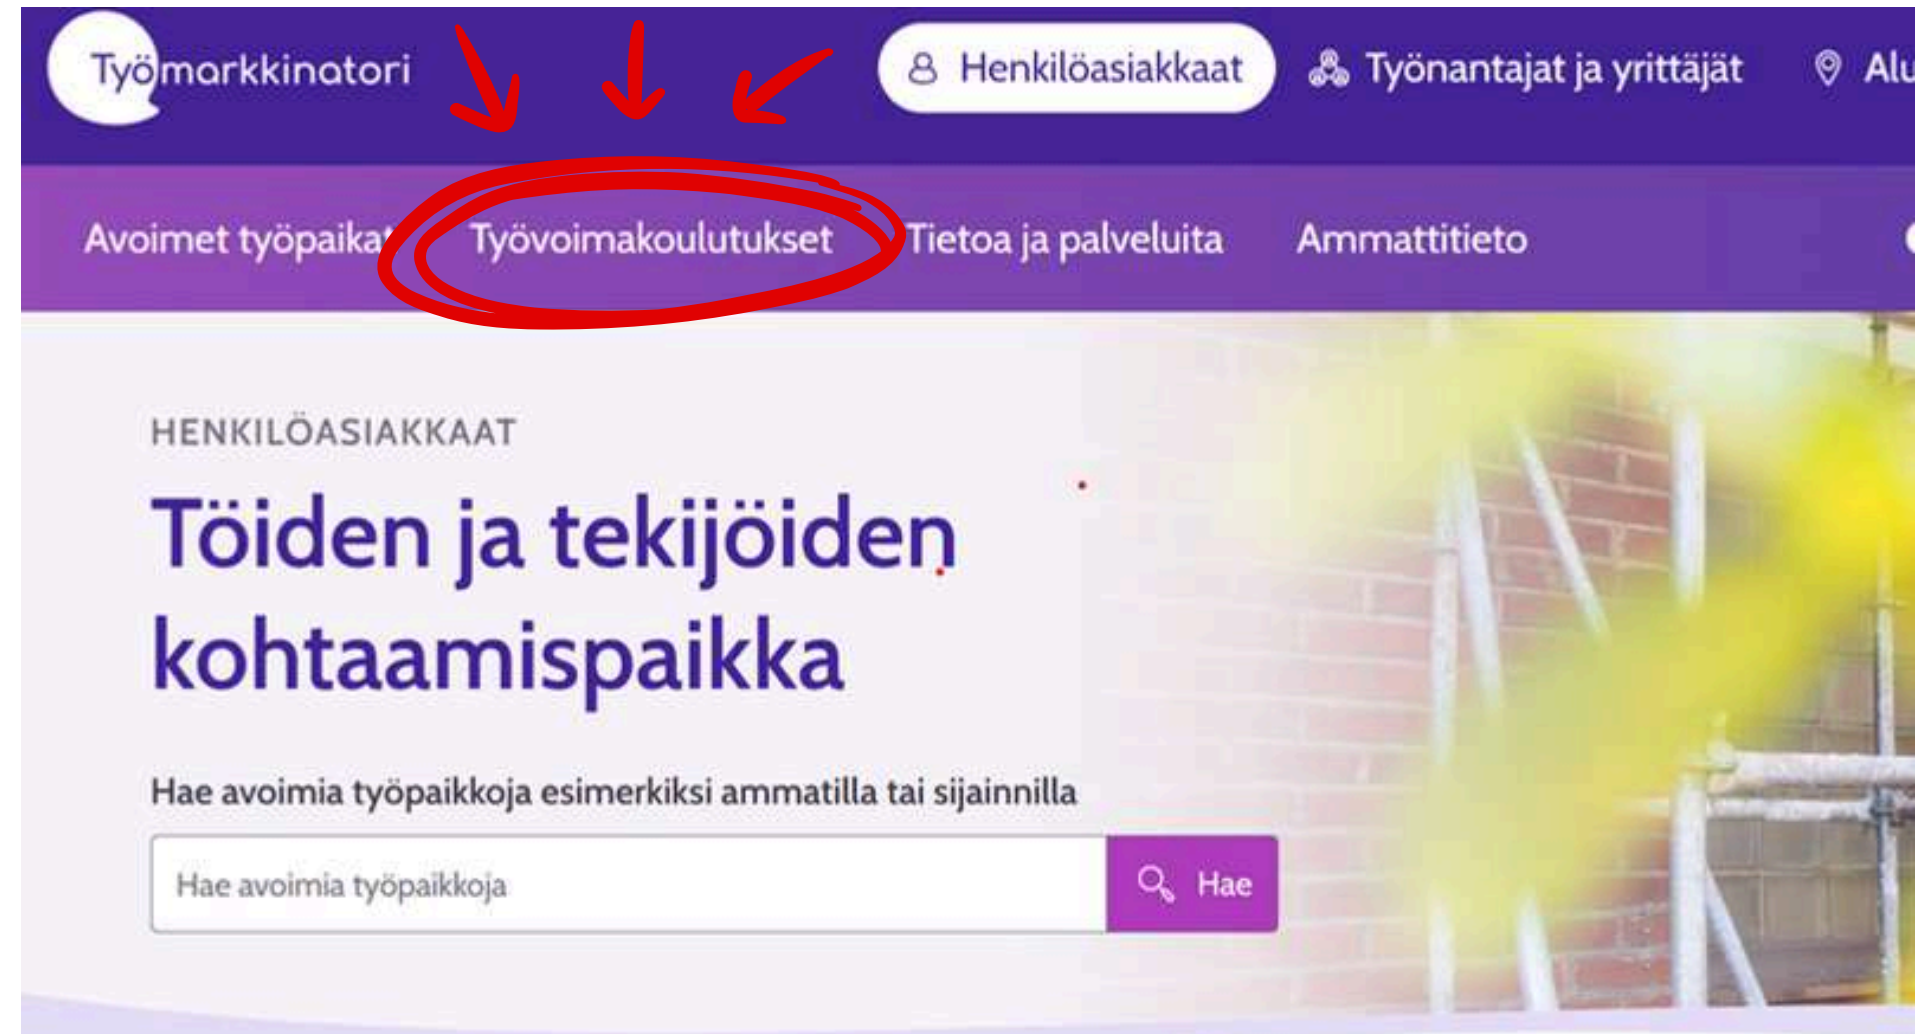 Työmarkkinatori
Henkilöasiakkaat
Työnantajat ja yrittäjät
Alu
Avoimet työpaikat
Työvoimakoulutukset
Tietoa ja palveluita
Ammattitieto
HENKILÖASIAKKAAT
Töiden ja tekijöiden
kohtaamispaikka
Hae avoimia työpaikkoja esimerkiksi ammatilla tai sijainnilla
Hae avoimia työpaikkoja
Hae